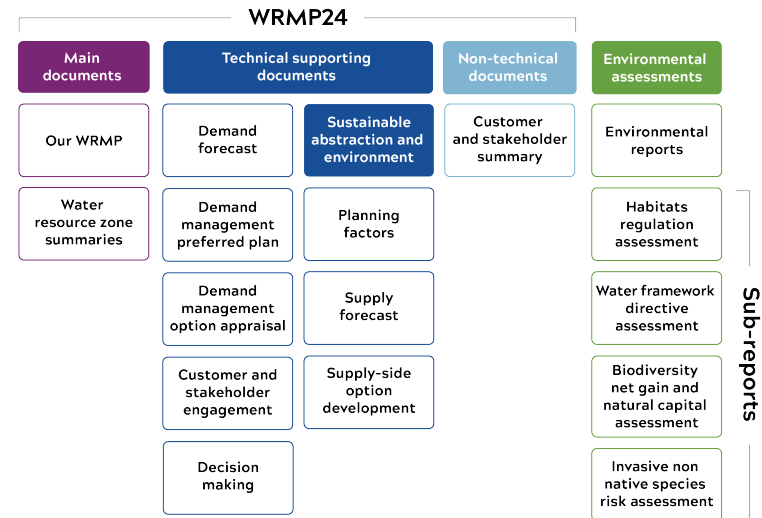 WRMP24
Main
documents
Technical supporting
documents
Non-technical
documents
Environmental
assessments
Our WRMP
Demand
forecast
Sustainable
abstraction and
environment
Customer
and stakeholder
summary
Environmental
reports
Water
resource zone
summaries
Demand
management
preferred plan
Planning
factors
Habitats
regulation
assessment
Demand
management
option appraisal
Supply
forecast
Water framework
directive
assessment
Customer and
stakeholder
engagement
Supply-side
option
development
Biodiversity
net gain and
natural capital
assessment
Decision
making
Invasive non
native species
risk assessment
Sub-reports